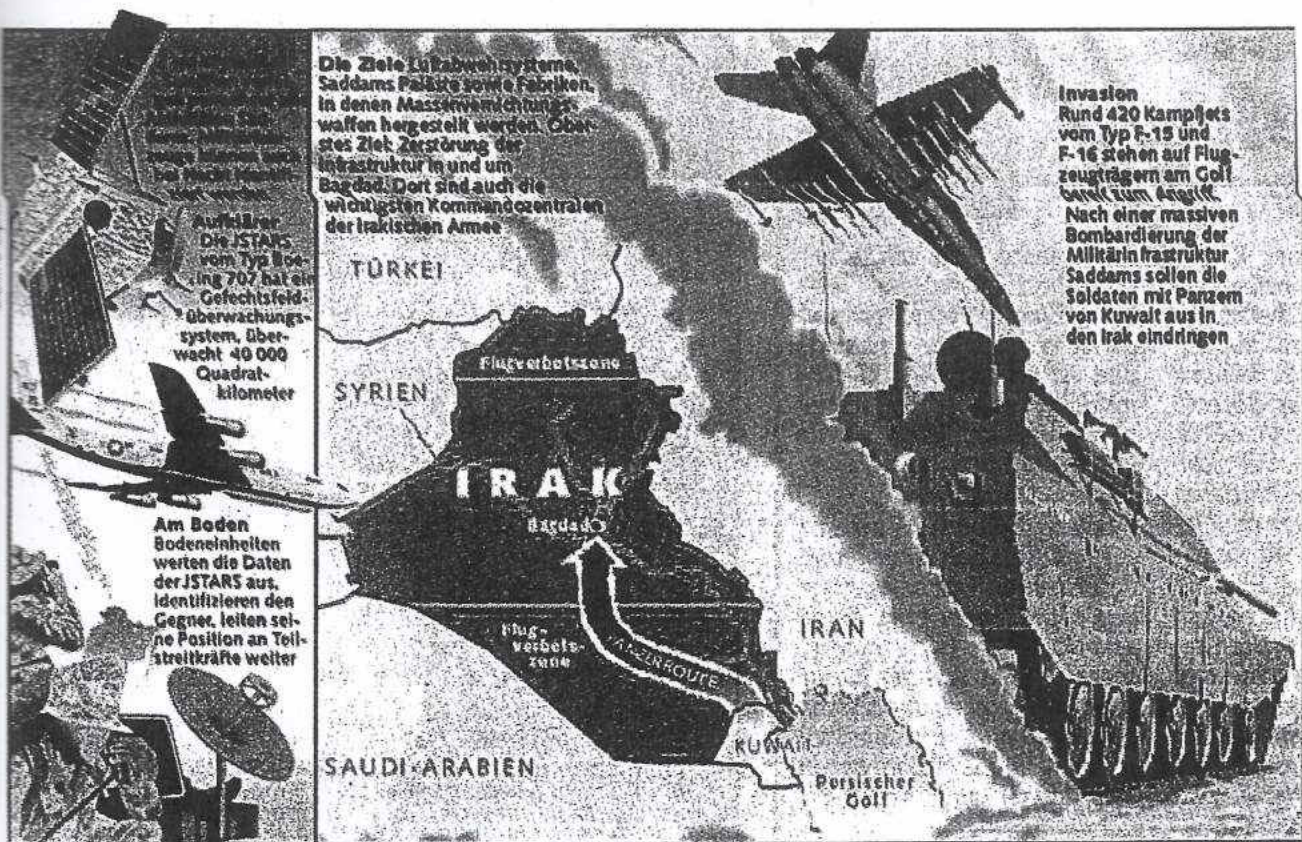 bei Nacht
werden
Aufklärer
Die JSTARS
vom Typ Boe-
ing 707 hat ein
Gefechtsfeld-
überwachungs-
system, über-
wacht 40 000
Quadrat-
kilometer
Am Boden
Bodeneinheiten
werten die Daten
der JSTARS aus,
identifizieren den
Gegner, leiten sei-
ne Position an Teil-
streitkräfte weiter
Die Ziele Luftabwehrsysteme,
Saddams Paläste sowie Fabriken,
in denen Massenvernichtungs-
waffen hergestellt werden. Ober-
stes Ziel: Zerstörung der
Infrastruktur in und um
Bagdad. Dort sind auch die
wichtigsten Kommandozentralen
der irakischen Armee
TÜRKEI
Flugverbotszone
SYRIEN
IRAK
Bagdad
Flug-
verbots-
zone
PANZERROUTE
IRAN
KUWAIT
SAUDI-ARABIEN
Persischer
Golf
Invasion
Rund 420 Kampfjets
vom Typ F-15 und
F-16 stehen auf Flug-
zeugträgern am Golf
bereit zum Angriff.
Nach einer massiven
Bombardierung der
Militärinfrastruktur
Saddams sollen die
Soldaten mit Panzern
von Kuwait aus in
den Irak eindringen